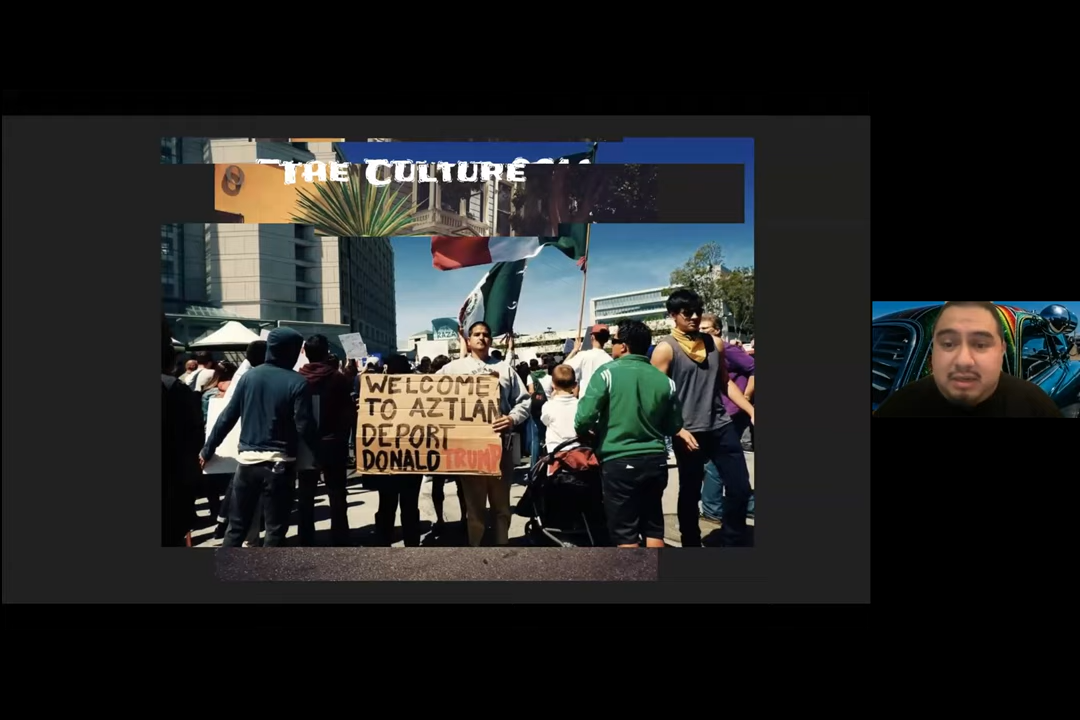 The Culture
WELCOME
TO AZTLAN
DEPORT
DONALD TRUMP